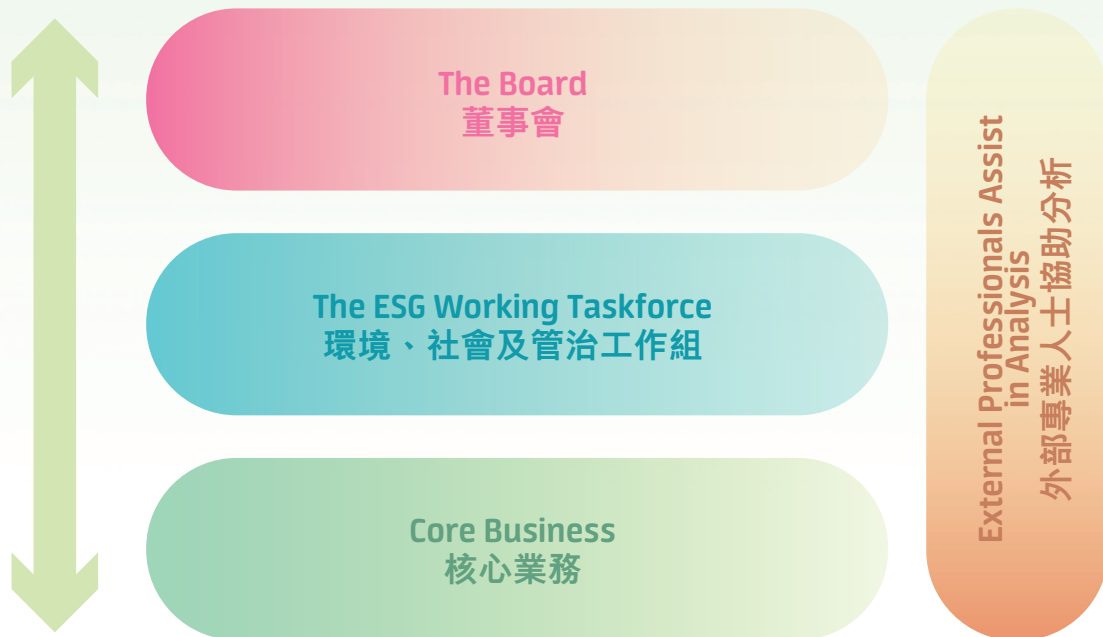 The Board
董事會
The ESG Working Taskforce
環境、社會及管治工作組
Core Business
核心業務
External Professionals Assist
in Analysis
外部專業人士協助分析